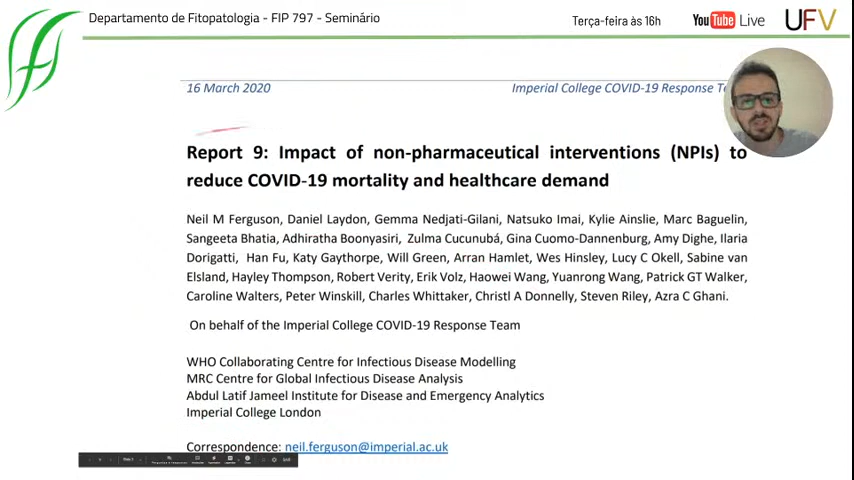 Departamento de Fitopatologia - FIP 797 - Seminário
Terça-feira às 16h
YouTube Live
UFV
16 March 2020
Imperial College COVID-19 Response
Report 9: Impact of non-pharmaceutical interventions (NPIs) to
reduce COVID-19 mortality and healthcare demand
Neil M Ferguson, Daniel Laydon, Gemma Nedjati-Gilani, Natsuko Imai, Kylie Ainslie, Marc Baguelin,
Sangeeta Bhatia, Adhiratha Boonyasiri, Zulma Cucunubá, Gina Cuomo-Dannenburg, Amy Dighe, Ilaria
Dorigatti, Han Fu, Katy Gaythorpe, Will Green, Arran Hamlet, Wes Hinsley, Lucy C Okell, Sabine van
Elsland, Hayley Thompson, Robert Verity, Erik Volz, Haowei Wang, Yuanrong Wang, Patrick GT Walker,
Caroline Walters, Peter Winskill, Charles Whittaker, Christl A Donnelly, Steven Riley, Azra C Ghani.
On behalf of the Imperial College COVID-19 Response Team
WHO Collaborating Centre for Infectious Disease Modelling
MRC Centre for Global Infectious Disease Analysis
Abdul Latif Jameel Institute for Disease and Emergency Analytics
Imperial College London
Correspondence: neil.ferguson@imperial.ac.uk